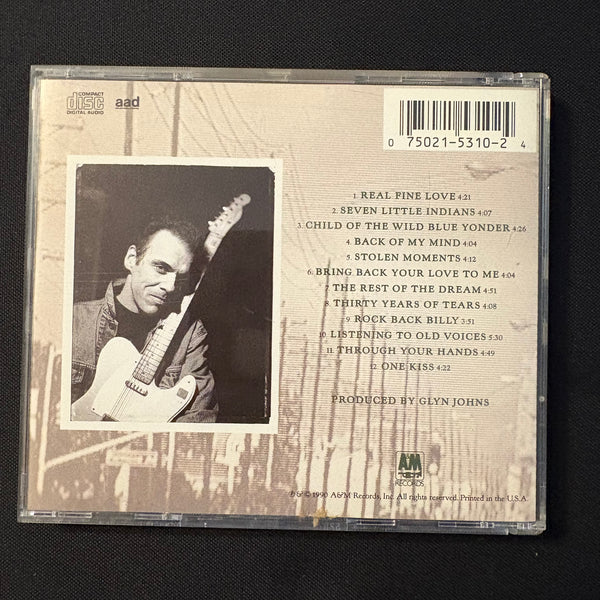 COMPACT
disc
DIGITAL AUDIO
aad
0 75021-5310-2 4
1. REAL FINE LOVE 4:21
2. SEVEN LITTLE INDIANS 4:07
3. CHILD OF THE WILD BLUE YONDER 4:26
4. BACK OF MY MIND 4:04
5. STOLEN MOMENTS 4:12
6. BRING BACK YOUR LOVE TO ME 4:04
7. THE REST OF THE DREAM 4:51
8. THIRTY YEARS OF TEARS 4:08
9. ROCK BACK BILLY 3:51
10. LISTENING TO OLD VOICES 5:30
11. THROUGH YOUR HANDS 4:49
12. ONE KISS 4:22
PRODUCED BY GLYN JOHNS
A&M
RECORDS
℗ & © 1990 A&M Records, Inc. All rights reserved. Printed in the U.S.A.